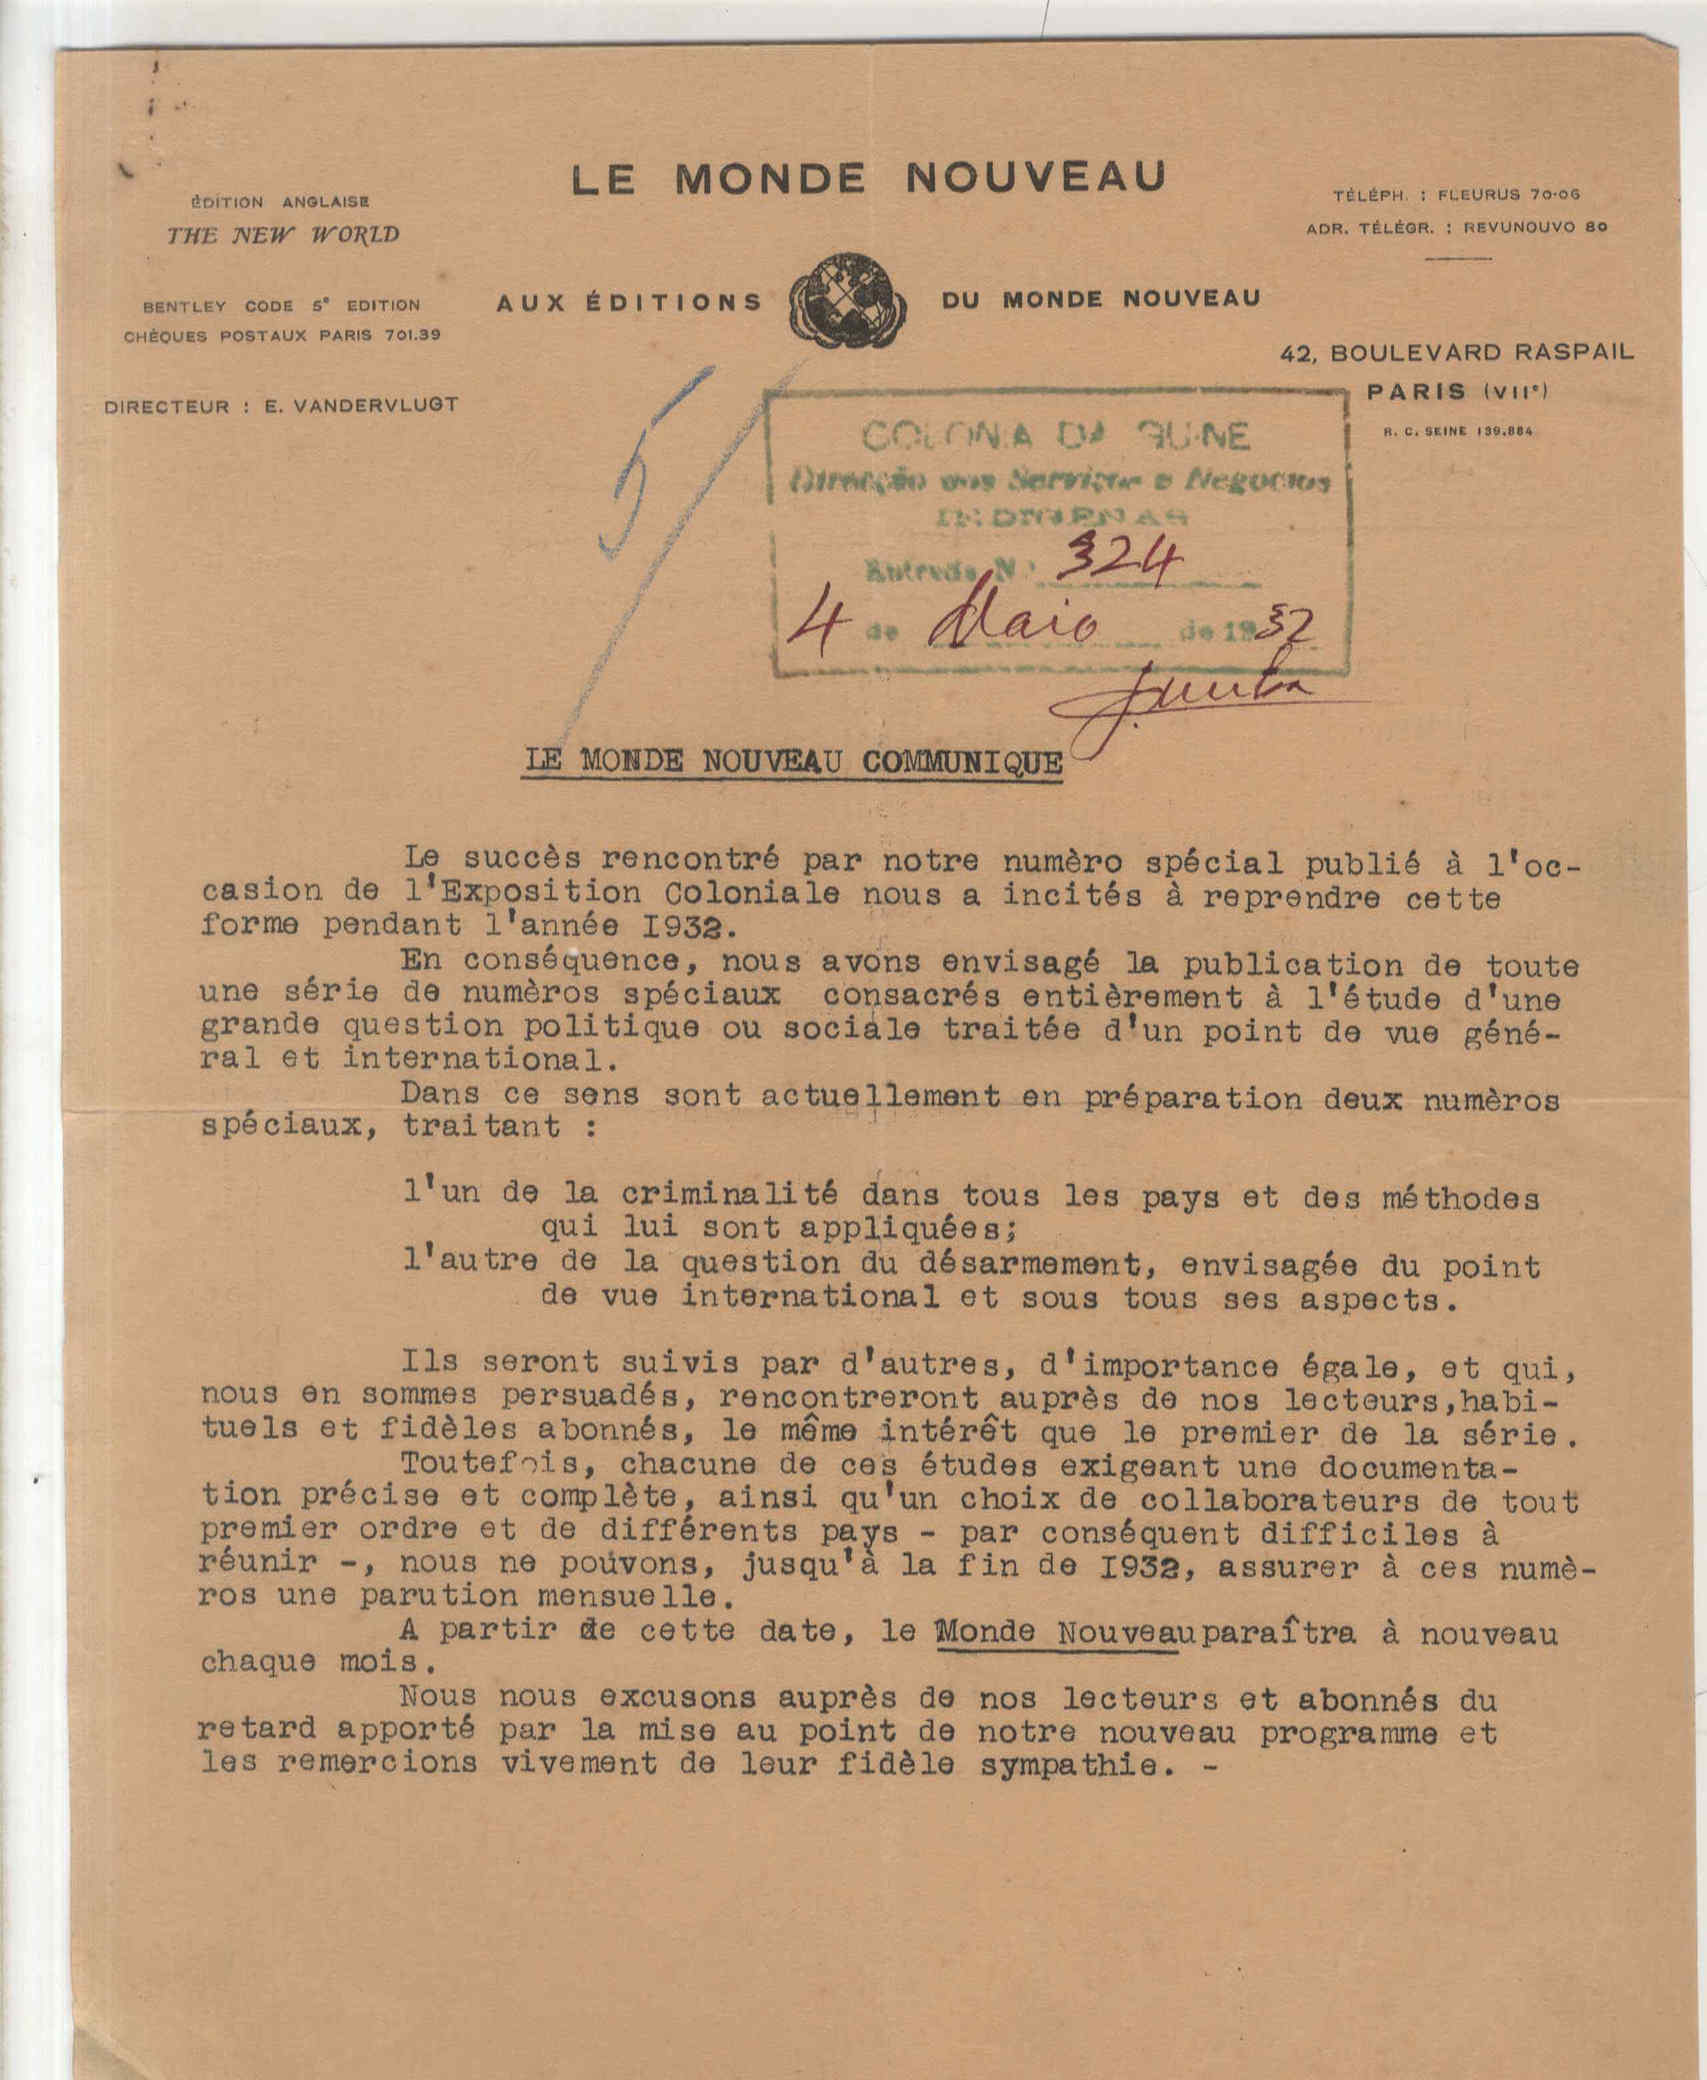 LE MONDE NOUVEAU
ÉDITION ANGLAISE
THE NEW WORLD
BENTLEY CODE 5e EDITION
CHÈQUES POSTAUX PARIS 701.39
DIRECTEUR : E. VANDERVLUGT
AUX ÉDITIONS DU MONDE NOUVEAU
TÉLÉPH. : FLEURUS 70-06
ADR. TÉLÉGR. : REVUNOUVO 80
42, BOULEVARD RASPAIL
PARIS (VIIe)
R. C. SEINE 139.884
5
COLONIA DA GUINE
Direcção dos Serviços e Negocios
INDIGENAS
Entrada N.º 324
4 de Maio de 1932
LE MONDE NOUVEAU COMMUNIQUE
Le succès rencontré par notre numèro spécial publié à l'oc-
casion de l'Exposition Coloniale nous a incités à reprendre cette
forme pendant l'année I932.
En conséquence, nous avons envisagé la publication de toute
une série de numèros spéciaux consacrés entièrement à l'étude d'une
grande question politique ou sociale traitée d'un point de vue géné-
ral et international.
Dans ce sens sont actuellement en préparation deux numèros
spéciaux, traitant :
l'un de la criminalité dans tous les pays et des méthodes
qui lui sont appliquées;
l'autre de la question du désarmement, envisagée du point
de vue international et sous tous ses aspects.
Ils seront suivis par d'autres, d'importance égale, et qui,
nous en sommes persuadés, rencontreront auprès de nos lecteurs,habi-
tuels et fidèles abonnés, le même intérêt que le premier de la série.
Toutefois, chacune de ces études exigeant une documenta-
tion précise et complète, ainsi qu'un choix de collaborateurs de tout
premier ordre et de différents pays - par conséquent difficiles à
réunir -, nous ne pouvons, jusqu'à la fin de I932, assurer à ces numè-
ros une parution mensuelle.
A partir de cette date, le Monde Nouveau paraîtra à nouveau
chaque mois.
Nous nous excusons auprès de nos lecteurs et abonnés du
retard apporté par la mise au point de notre nouveau programme et
les remercions vivement de leur fidèle sympathie. -